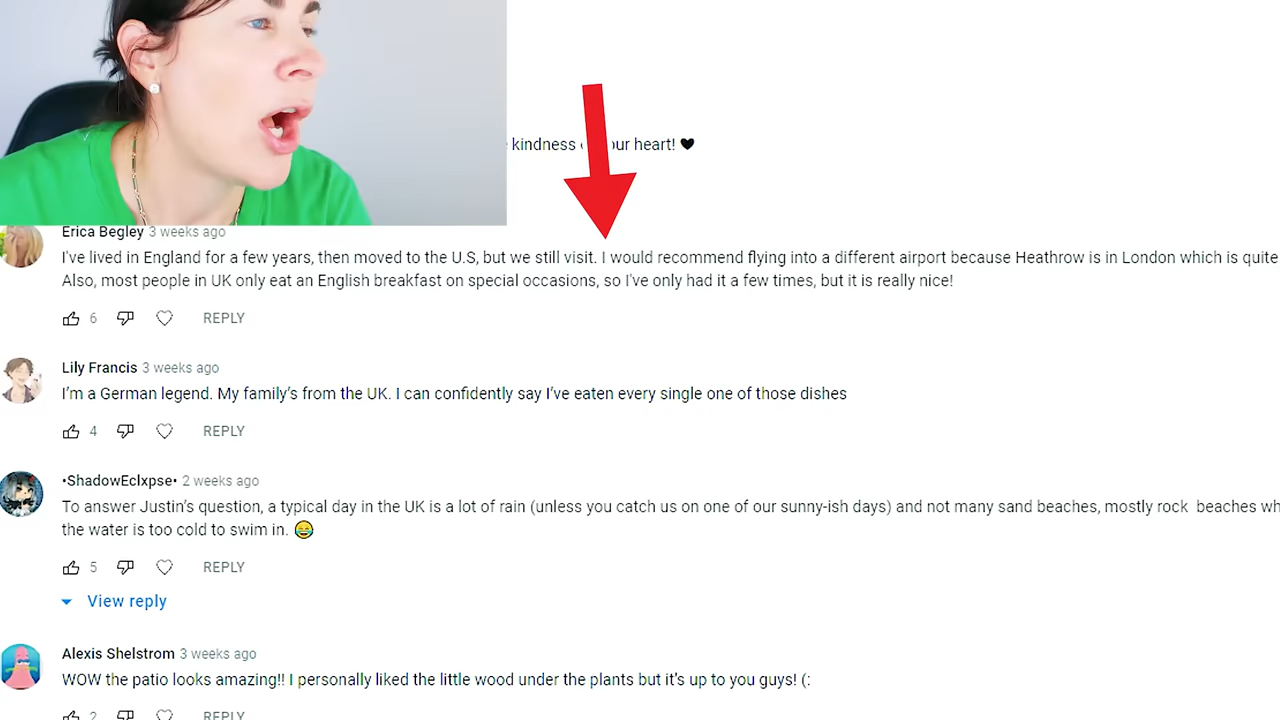 kindness our heart! 🖤
Erica Begley 3 weeks ago
I've lived in England for a few years, then moved to the U.S, but we still visit. I would recommend flying into a different airport because Heathrow is in London which is quite
Also, most people in UK only eat an English breakfast on special occasions, so I've only had it a few times, but it is really nice!
6 REPLY
Lily Francis 3 weeks ago
I’m a German legend. My family’s from the UK. I can confidently say I’ve eaten every single one of those dishes
4 REPLY
•ShadowEclxpse• 2 weeks ago
To answer Justin’s question, a typical day in the UK is a lot of rain (unless you catch us on one of our sunny-ish days) and not many sand beaches, mostly rock beaches
the water is too cold to swim in. 😂
5 REPLY
View reply
Alexis Shelstrom 3 weeks ago
WOW the patio looks amazing!! I personally liked the little wood under the plants but it’s up to you guys! (:
2 REPLY